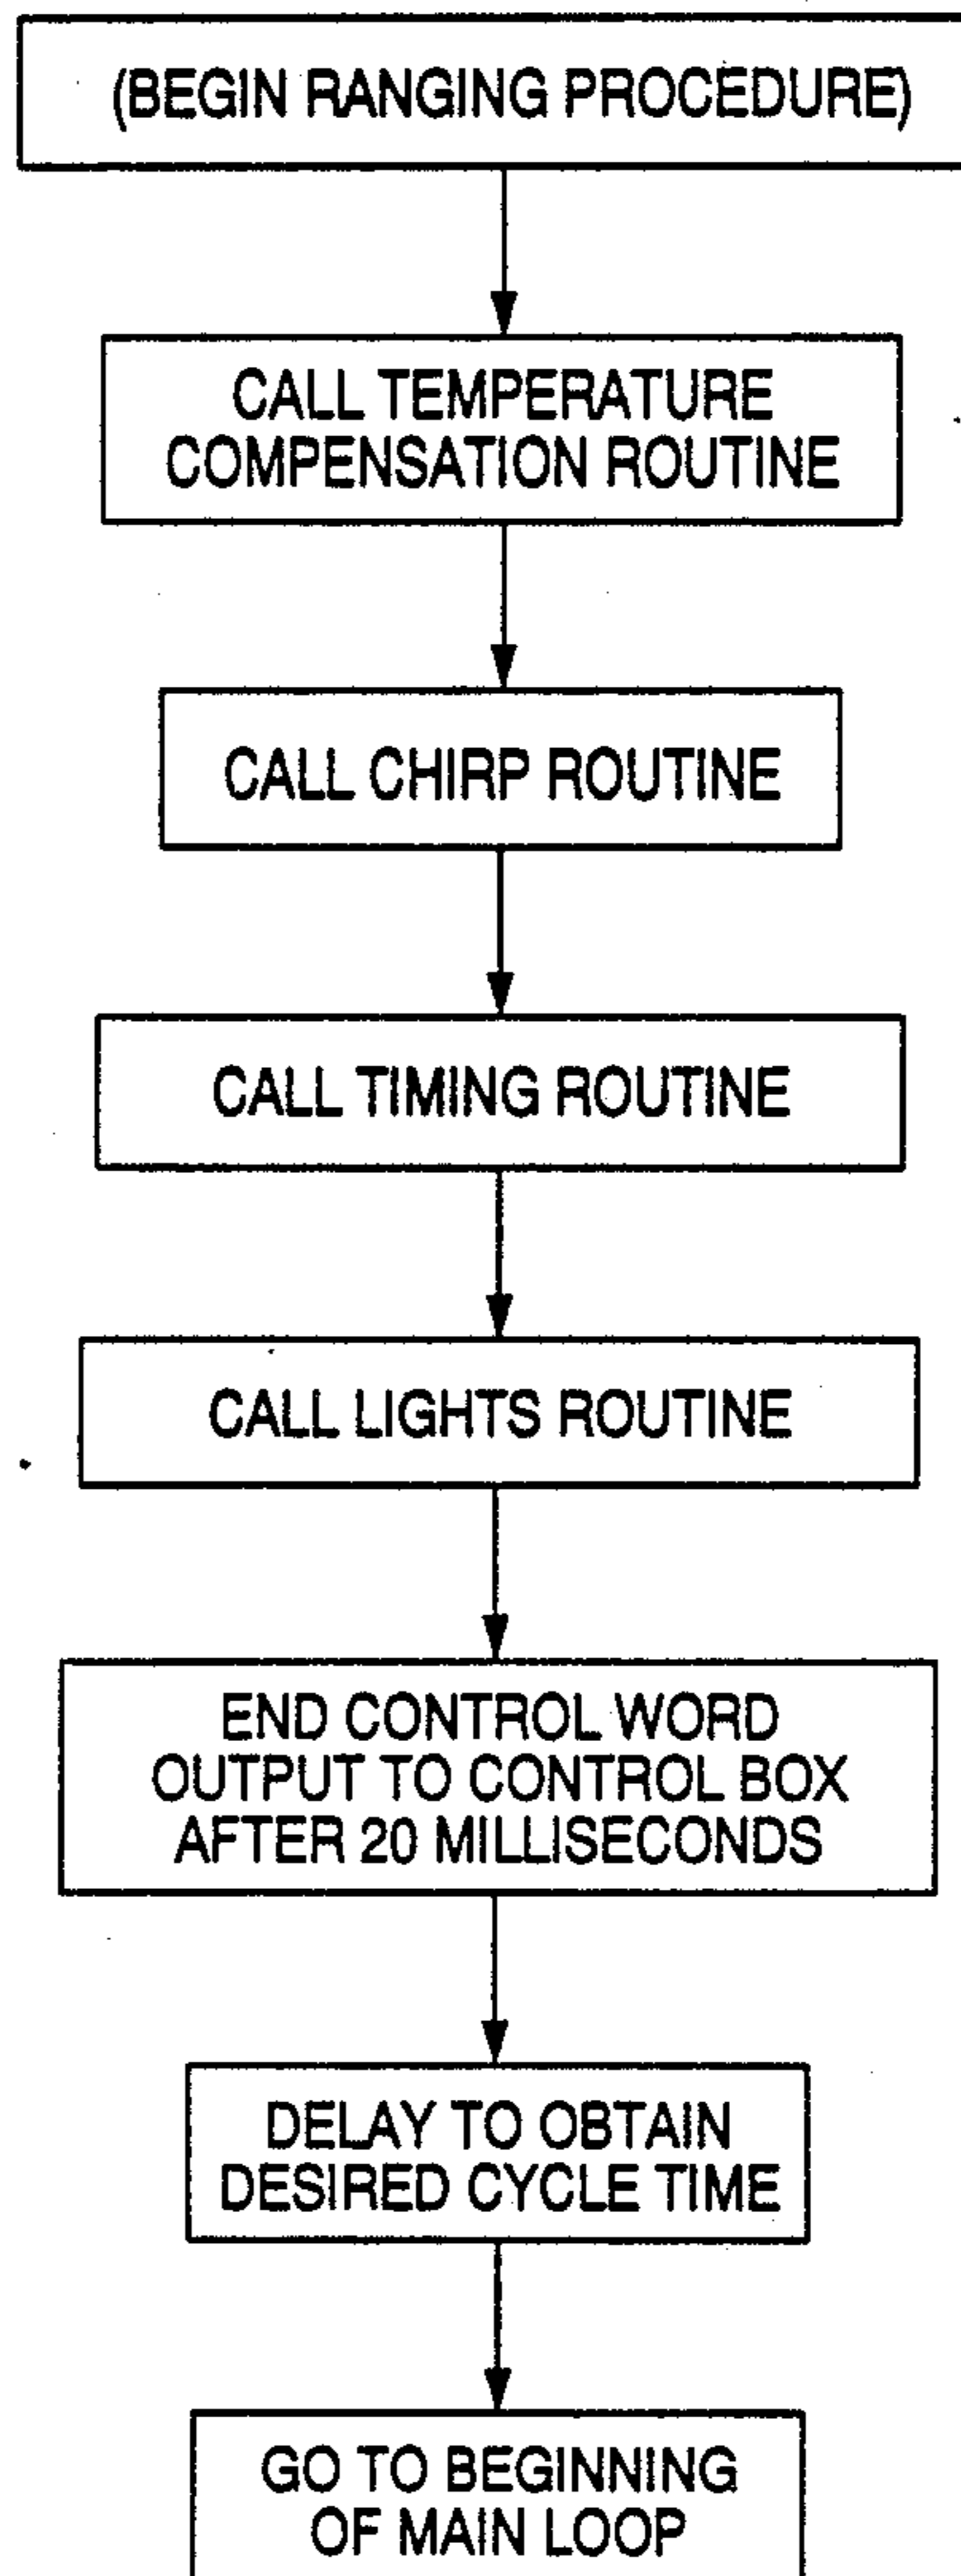 (BEGIN RANGING PROCEDURE)
CALL TEMPERATURE
COMPENSATION ROUTINE
CALL CHIRP ROUTINE
CALL TIMING ROUTINE
CALL LIGHTS ROUTINE
END CONTROL WORD
OUTPUT TO CONTROL BOX
AFTER 20 MILLISECONDS
DELAY TO OBTAIN
DESIRED CYCLE TIME
GO TO BEGINNING
OF MAIN LOOP